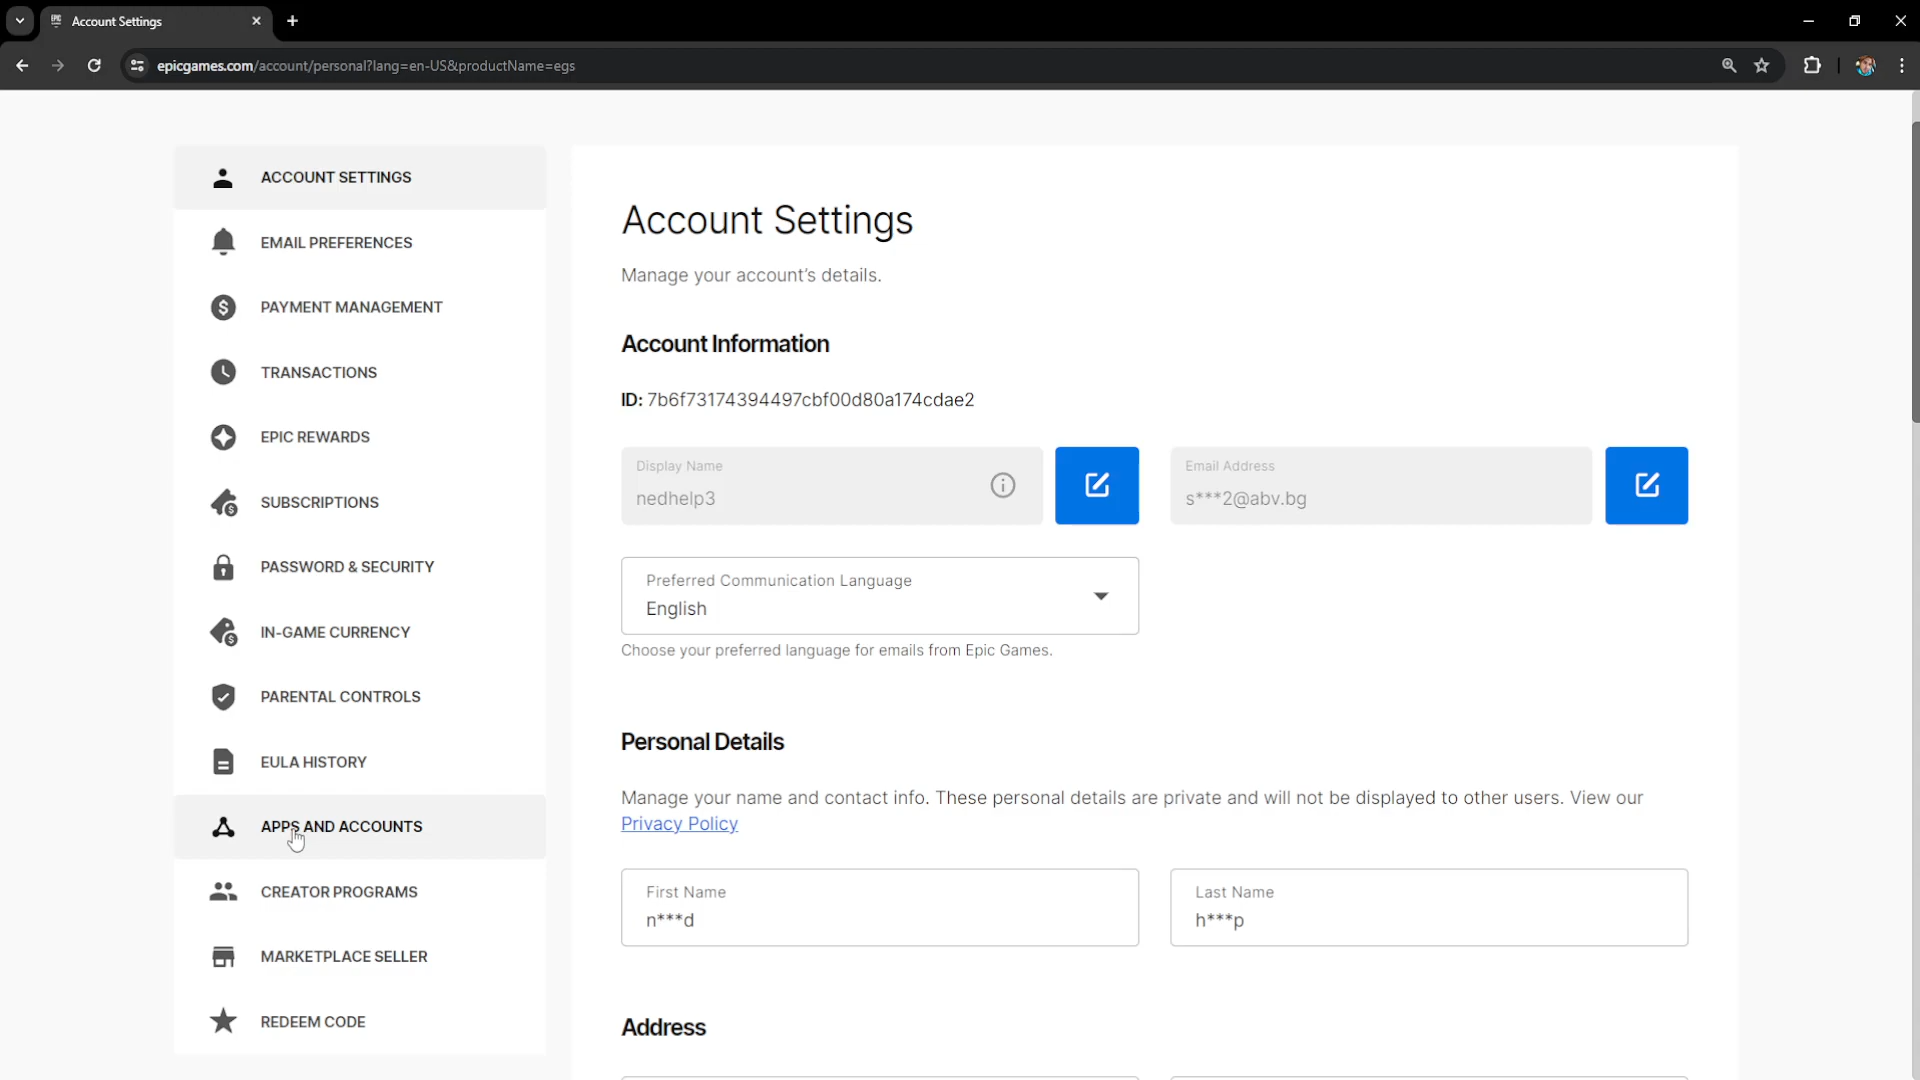 Account Settings
epicgames.com/account/personal?lang=en-US&productName=egs
ACCOUNT SETTINGS
EMAIL PREFERENCES
PAYMENT MANAGEMENT
TRANSACTIONS
EPIC REWARDS
SUBSCRIPTIONS
PASSWORD & SECURITY
IN-GAME CURRENCY
PARENTAL CONTROLS
EULA HISTORY
APPS AND ACCOUNTS
CREATOR PROGRAMS
MARKETPLACE SELLER
REDEEM CODE
Account Settings
Manage your account's details.
Account Information
ID: 7b6f73174394497cbf00d80a174cdae2
Display Name
nedhelp3
Email Address
s***2@abv.bg
Preferred Communication Language
English
Choose your preferred language for emails from Epic Games.
Personal Details
Manage your name and contact info. These personal details are private and will not be displayed to other users. View our
Privacy Policy
First Name
n***d
Last Name
h***p
Address